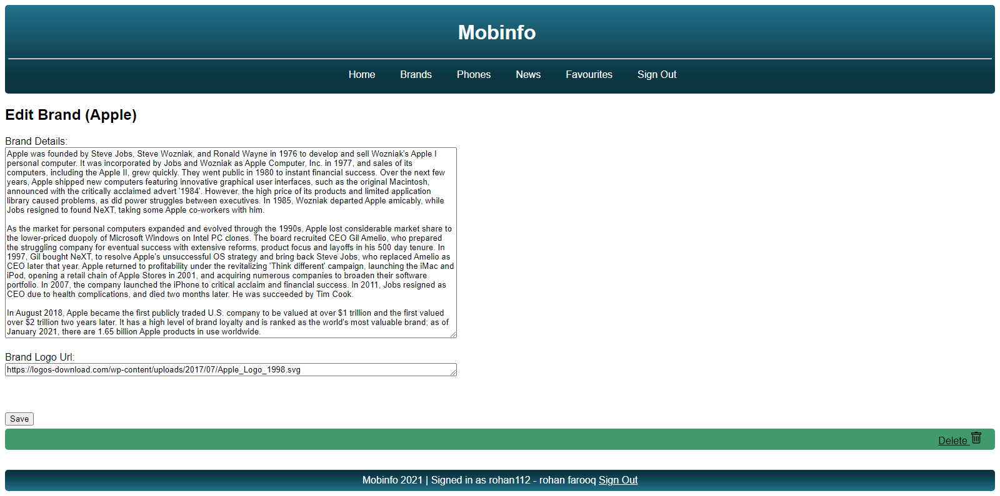 Mobinfo
Home Brands Phones News Favourites Sign Out
Edit Brand (Apple)
Brand Details:
Apple was founded by Steve Jobs, Steve Wozniak, and Ronald Wayne in 1976 to develop and sell Wozniak's Apple I
personal computer. It was incorporated by Jobs and Wozniak as Apple Computer, Inc. in 1977, and sales of its
computers, including the Apple II, grew quickly. They went public in 1980 to instant financial success. Over the next few
years, Apple shipped new computers featuring innovative graphical user interfaces, such as the original Macintosh,
announced with the critically acclaimed advert '1984'. However, the high price of its products and limited application
library caused problems, as did power struggles between executives. In 1985, Wozniak departed Apple amicably, while
Jobs resigned to found NeXT, taking some Apple co-workers with him.
As the market for personal computers expanded and evolved through the 1990s, Apple lost considerable market share to
the lower-priced duopoly of Microsoft Windows on Intel PC clones. The board recruited CEO Gil Amelio, who prepared
the struggling company for eventual success with extensive reforms, product focus and layoffs in his 500 day tenure. In
1997, Gil bought NeXT, to resolve Apple's unsuccessful OS strategy and bring back Steve Jobs, who replaced Amelio as
CEO later that year. Apple returned to profitability under the revitalizing 'Think different' campaign, launching the iMac and
iPod, opening a retail chain of Apple Stores in 2001, and acquiring numerous companies to broaden their software
portfolio. In 2007, the company launched the iPhone to critical acclaim and financial success. In 2011, Jobs resigned as
CEO due to health complications, and died two months later. He was succeeded by Tim Cook.
In August 2018, Apple became the first publicly traded U.S. company to be valued at over $1 trillion and the first valued
over $2 trillion two years later. It has a high level of brand loyalty and is ranked as the world's most valuable brand; as of
January 2021, there are 1.65 billion Apple products in use worldwide.
Brand Logo Url:
https://logos-download.com/wp-content/uploads/2017/07/Apple_Logo_1998.svg
Save
Delete
Mobinfo 2021 | Signed in as rohan112 - rohan farooq Sign Out